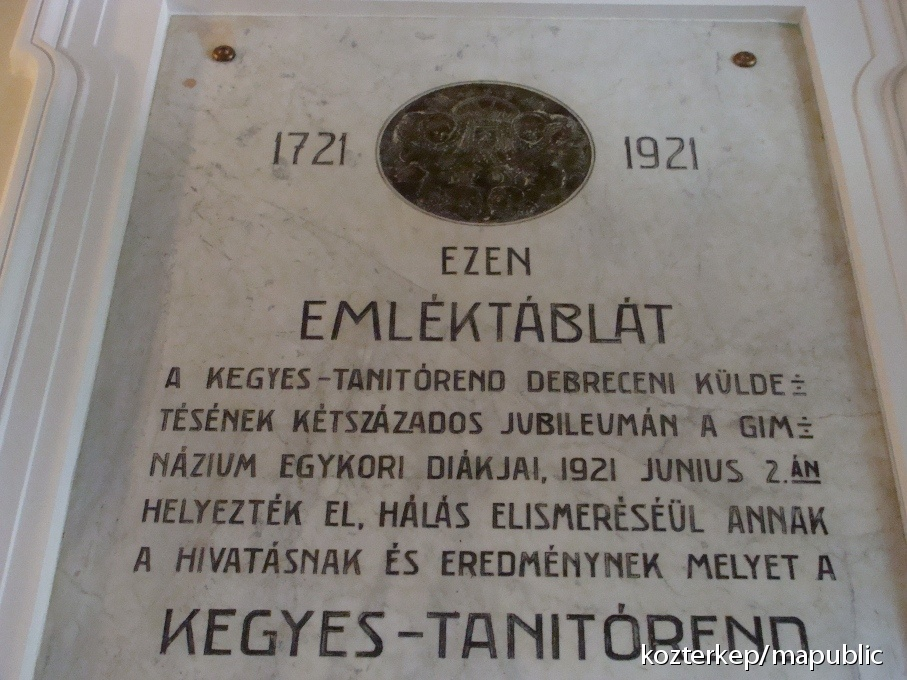 1721 1921
EZEN
EMLÉKTÁBLÁT
A KEGYES-TANITÓREND DEBRECENI KÜLDE÷
TÉSÉNEK KÉTSZÁZADOS JUBILEUMÁN A GIM÷
NÁZIUM EGYKORI DIÁKJAI, 1921 JUNIUS 2.ÁN
HELYEZTÉK EL, HÁLÁS ELISMERÉSÉÜL ANNAK
A HIVATÁSNAK ÉS EREDMÉNYNEK MELYET A
KEGYES-TANITÓREND
kozterkep/mapublic